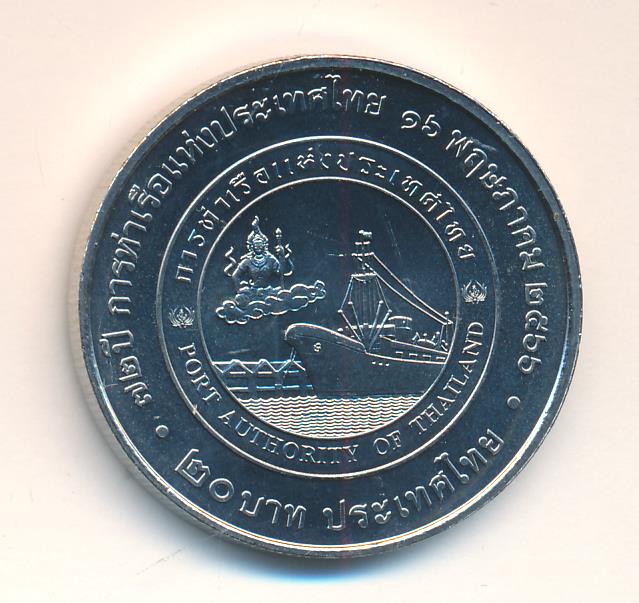 ๗๒ ปี การท่าเรือแห่งประเทศไทย ๑๖ พฤษภาคม ๒๕๖๖
การท่าเรือแห่งประเทศไทย
PORT AUTHORITY OF THAILAND
๒๐ บาท ประเทศไทย